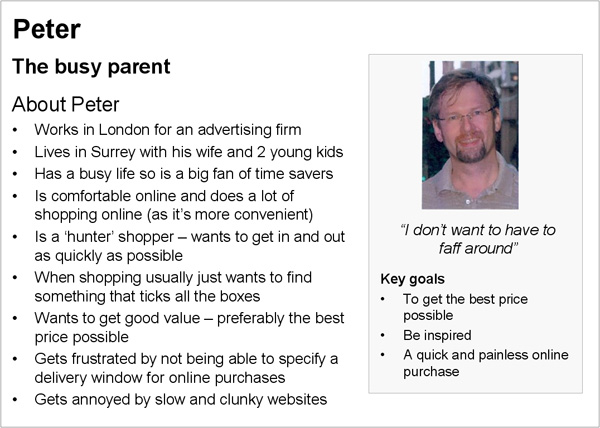 Peter
The busy parent
About Peter
• Works in London for an advertising firm
• Lives in Surrey with his wife and 2 young kids
• Has a busy life so is a big fan of time savers
• Is comfortable online and does a lot of
shopping online (as it's more convenient)
• Is a ‘hunter’ shopper – wants to get in and out
as quickly as possible
• When shopping usually just wants to find
something that ticks all the boxes
• Wants to get good value – preferably the best
price possible
• Gets frustrated by not being able to specify a
delivery window for online purchases
• Gets annoyed by slow and clunky websites
“I don't want to have to
faff around”
Key goals
• To get the best price
possible
• Be inspired
• A quick and painless online
purchase